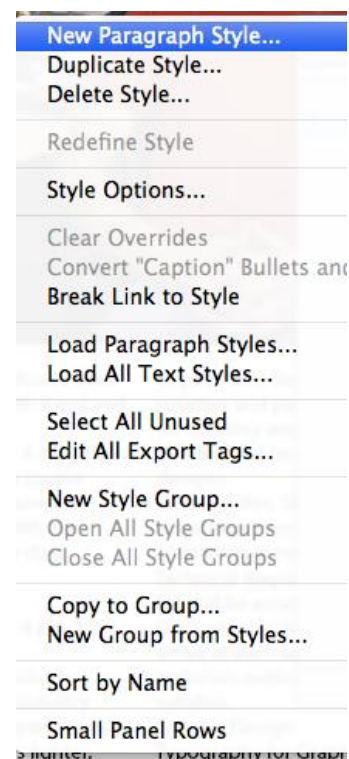 New Paragraph Style...
Duplicate Style...
Delete Style...
Redefine Style
Style Options...
Clear Overrides
Convert "Caption" Bullets and
Break Link to Style
Load Paragraph Styles...
Load All Text Styles...
Select All Unused
Edit All Export Tags...
New Style Group...
Open All Style Groups
Close All Style Groups
Copy to Group...
New Group from Styles...
Sort by Name
Small Panel Rows